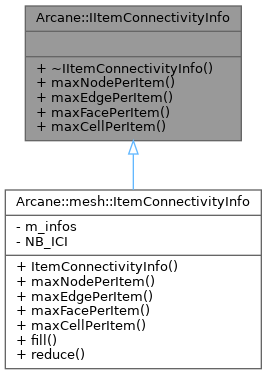 Arcane::IItemConnectivityInfo
+ ~IItemConnectivityInfo()
+ maxNodePerItem()
+ maxEdgePerItem()
+ maxFacePerItem()
+ maxCellPerItem()
Arcane::mesh::ItemConnectivityInfo
- m_infos
- NB_ICI
+ ItemConnectivityInfo()
+ maxNodePerItem()
+ maxEdgePerItem()
+ maxFacePerItem()
+ maxCellPerItem()
+ fill()
+ reduce()